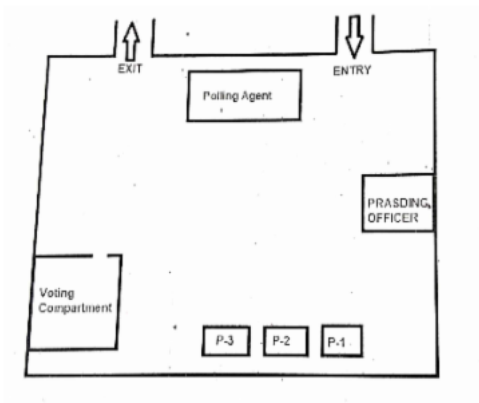 EXIT
ENTRY
Polling Agent
PRASDING
OFFICER
Voting
Compartment
P-3
P-2
P-1